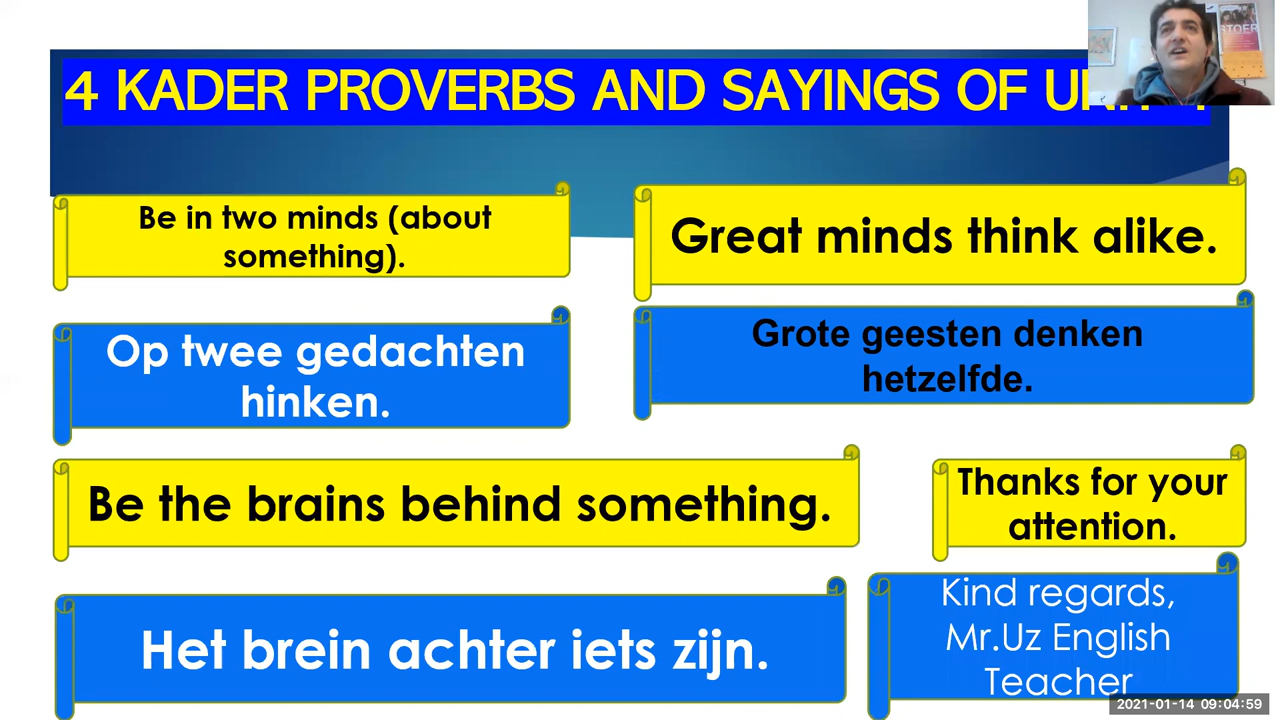 4 KADER PROVERBS AND SAYINGS OF
STOER
Be in two minds (about
something).
Great minds think alike.
Op twee gedachten
hinken.
Grote geesten denken
hetzelfde.
Be the brains behind something.
Thanks for your
attention.
Het brein achter iets zijn.
Kind regards,
Mr.Uz English
Teacher
2021-01-14 09:04:59